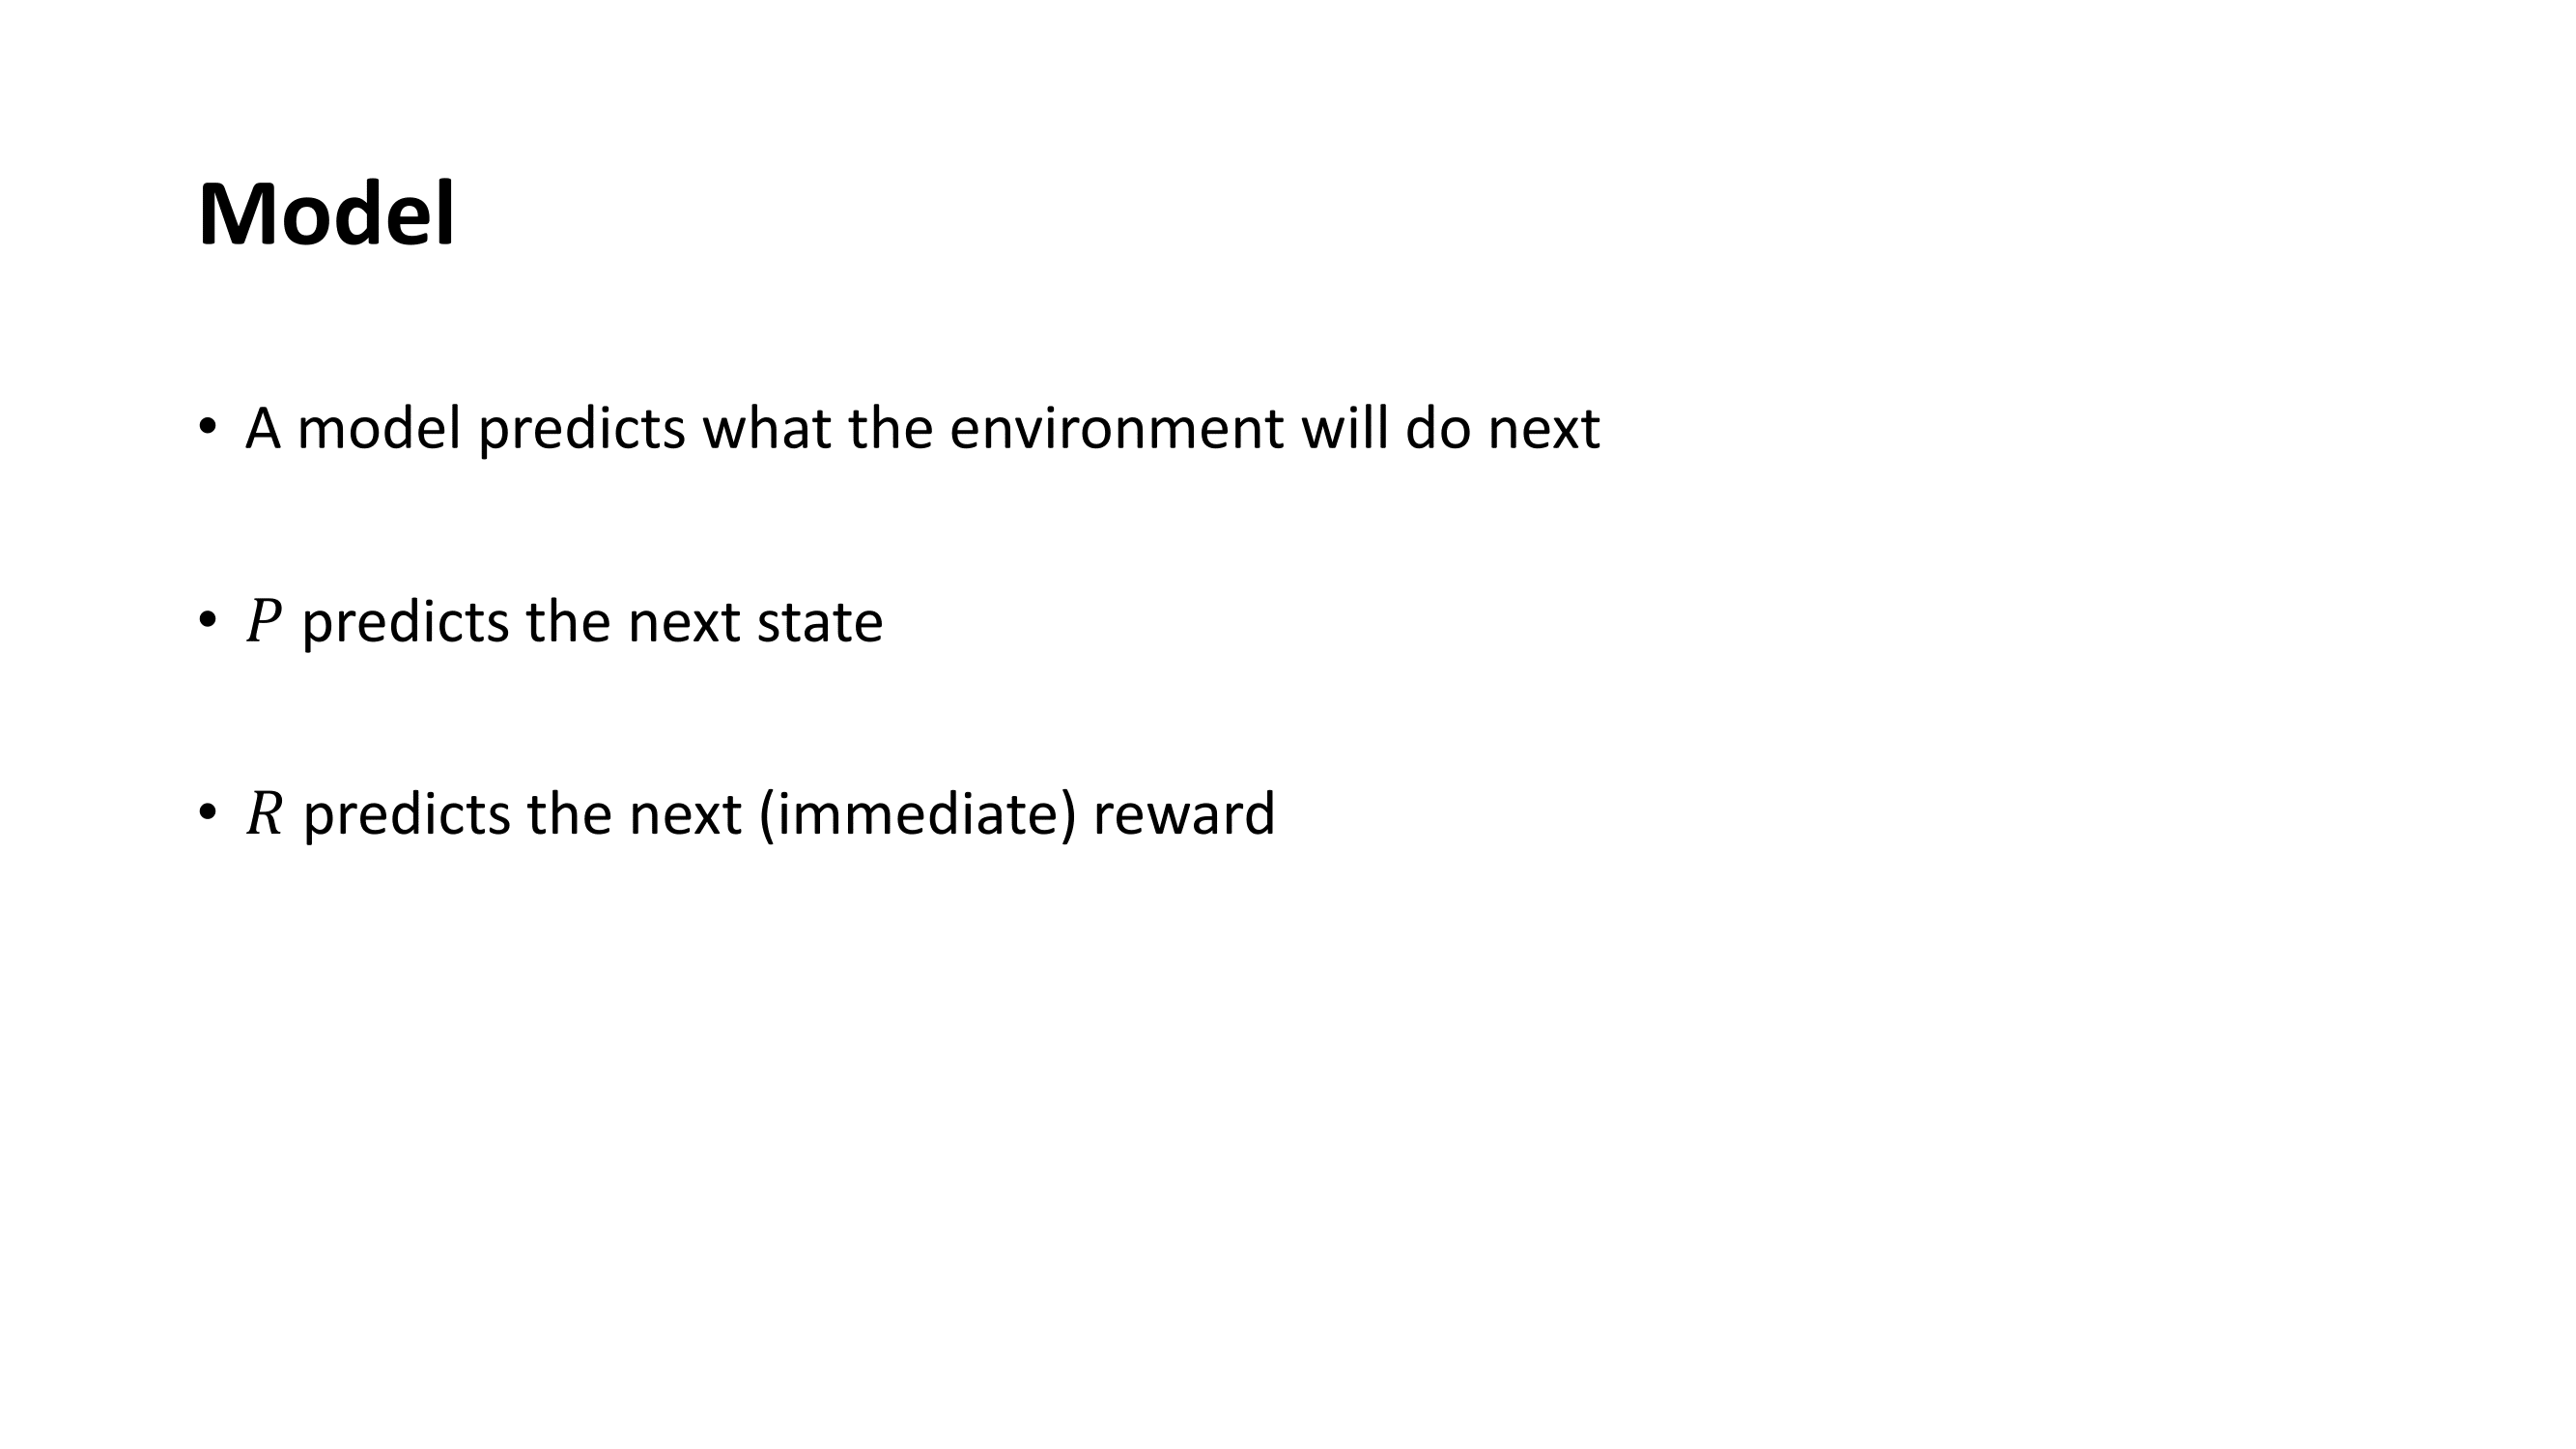 Model
• A model predicts what the environment will do next
• 𝑃 predicts the next state
• 𝑅 predicts the next (immediate) reward